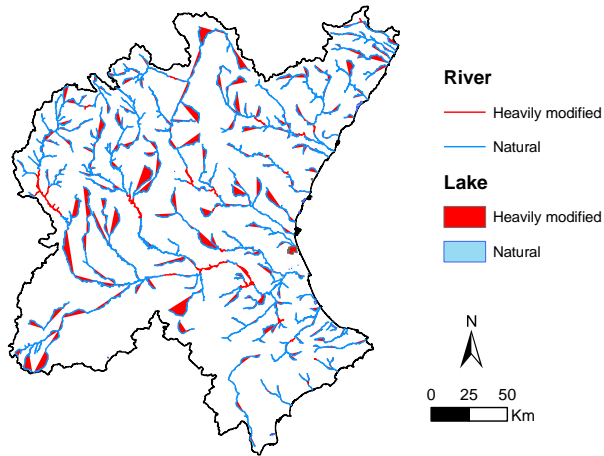 River
Heavily modified
Natural
Lake
Heavily modified
Natural
N
0 25 50
Km